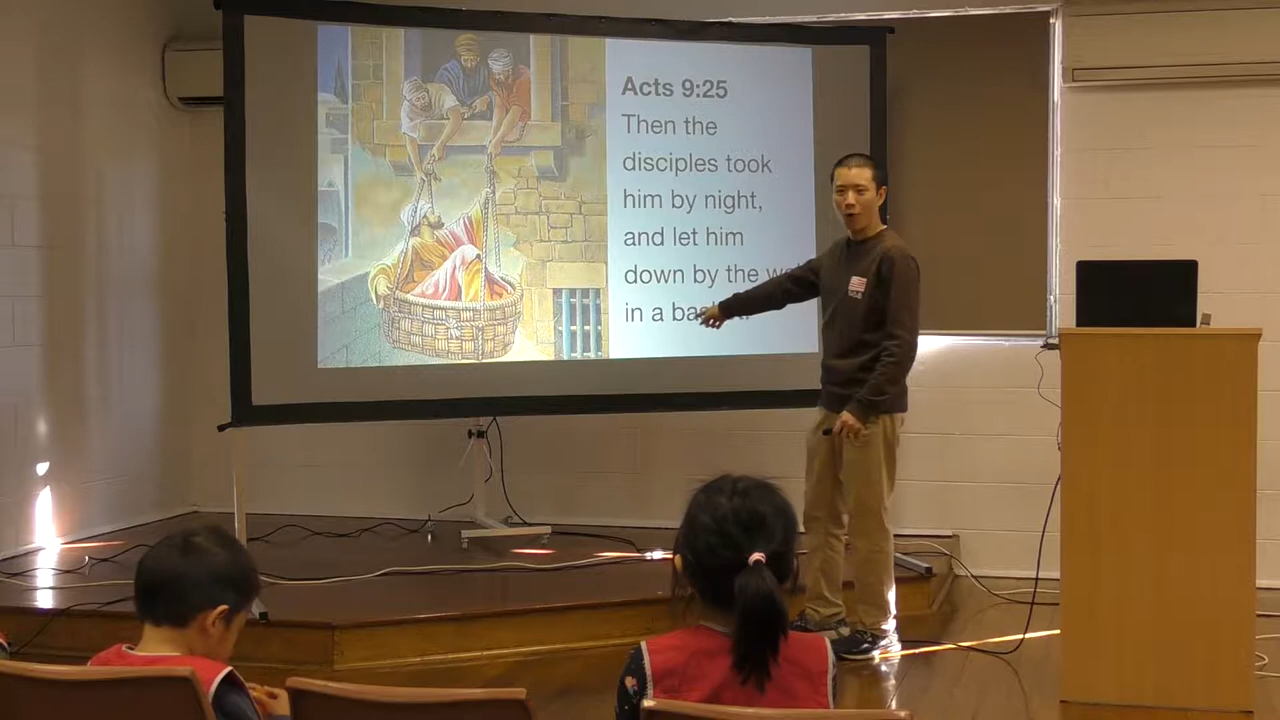 Acts 9:25
Then the
disciples took
him by night,
and let him
down by the
in a